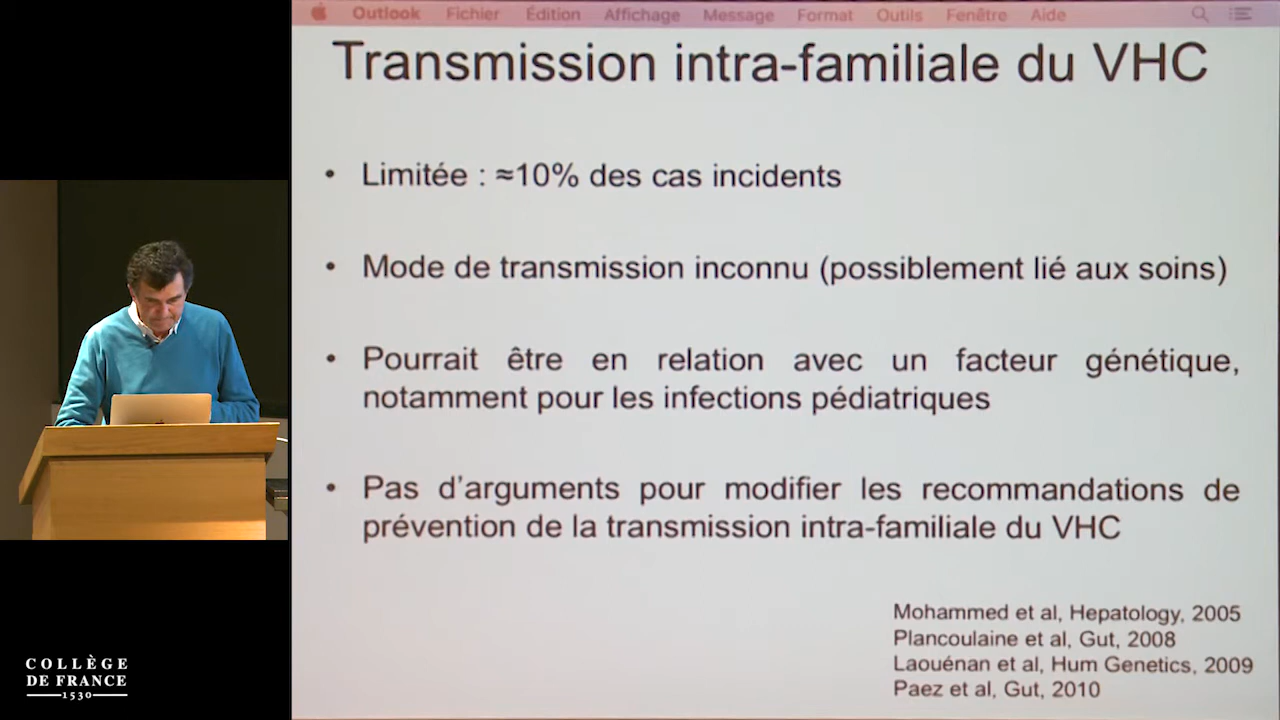 Outlook Fichier Édition Affichage Message Format Outils Fenêtre Aide
Transmission intra-familiale du VHC
• Limitée : ≈10% des cas incidents
• Mode de transmission inconnu (possiblement lié aux soins)
• Pourrait être en relation avec un facteur génétique,
notamment pour les infections pédiatriques
• Pas d'arguments pour modifier les recommandations de
prévention de la transmission intra-familiale du VHC
Mohammed et al, Hepatology, 2005
Plancoulaine et al, Gut, 2008
Laouénan et al, Hum Genetics, 2009
Paez et al, Gut, 2010
COLLÈGE
DE FRANCE
1530